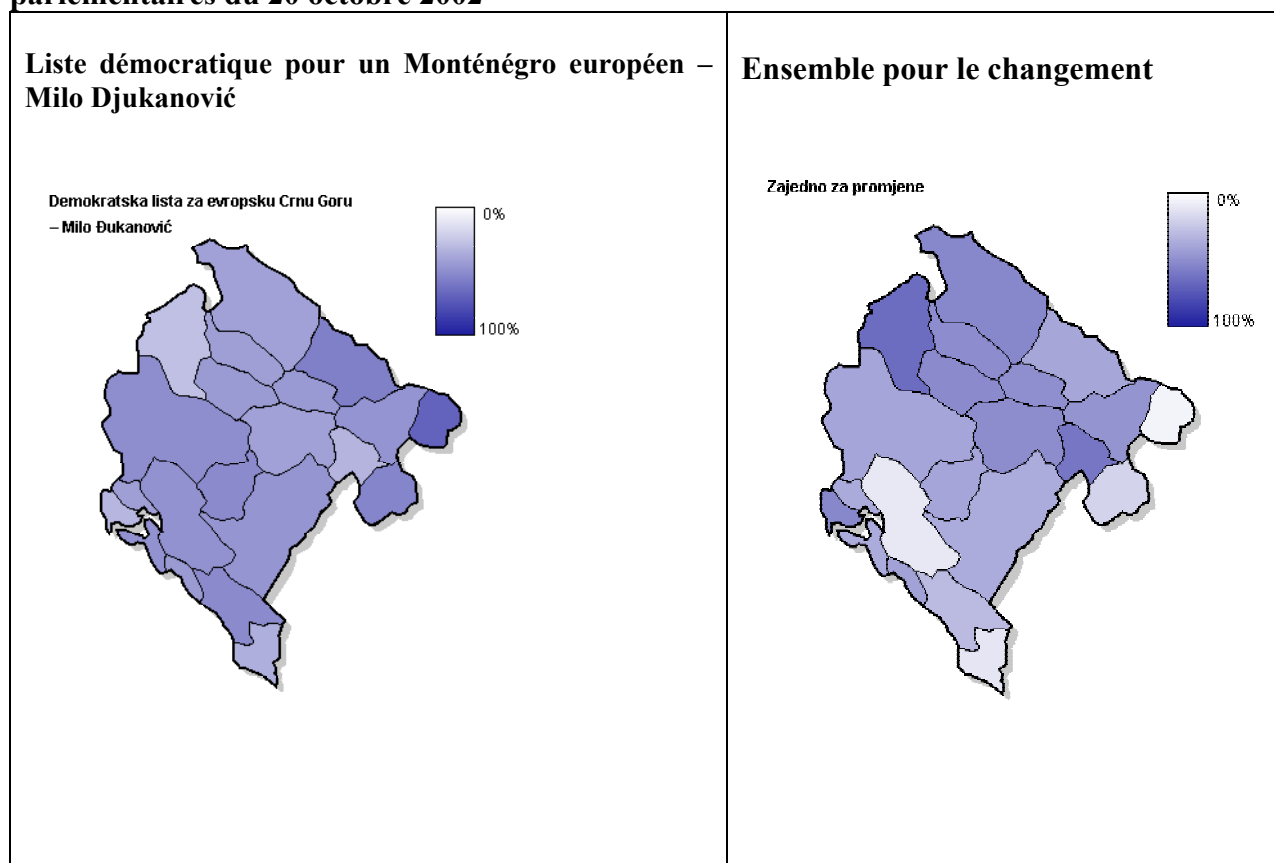 parlementaires du 20 octobre 2002
Liste démocratique pour un Monténégro européen –
Milo Djukanović
Demokratska lista za evropsku Crnu Goru
– Milo Đukanović
0%
100%
Ensemble pour le changement
Zajedno za promjene
0%
100%